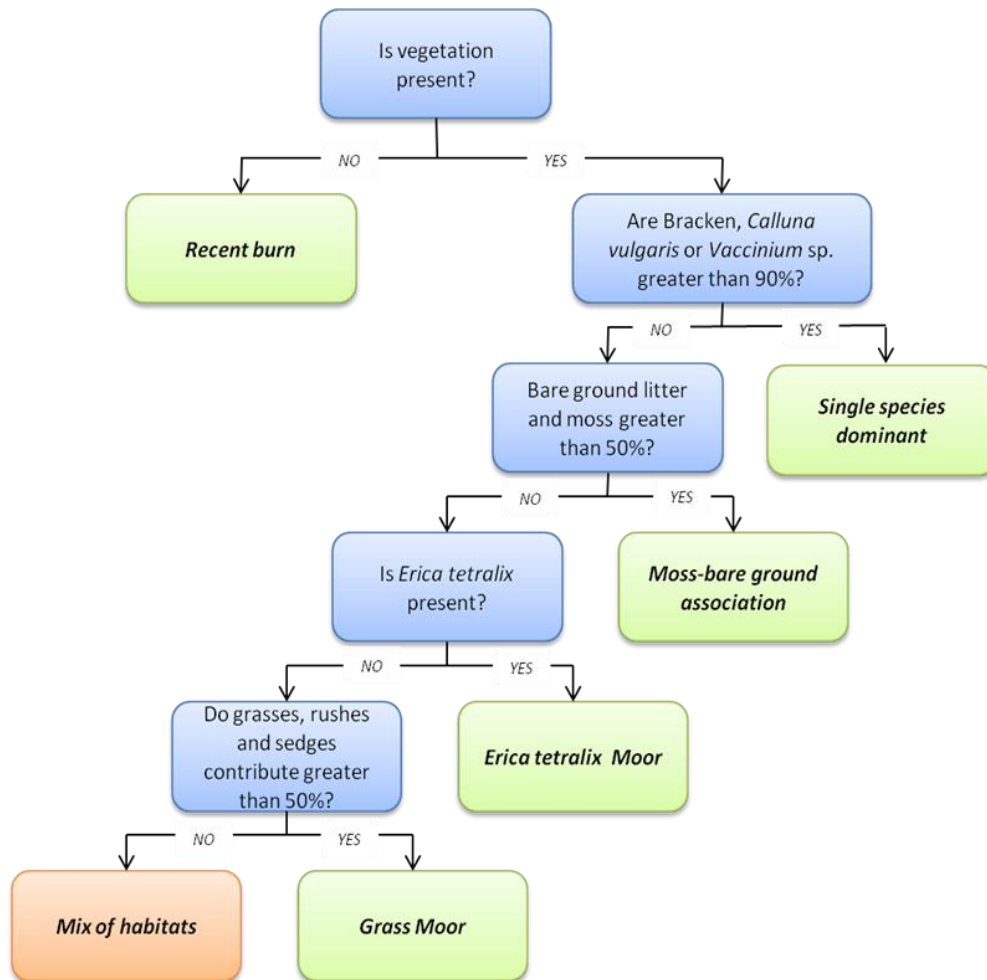 Is vegetation
present?
NO
YES
Recent burn
Are Bracken, Calluna
vulgaris or Vaccinium sp.
greater than 90%?
NO
YES
Bare ground litter
and moss greater
than 50%?
Single species
dominant
NO
YES
Is Erica tetralix
present?
Moss-bare ground
association
NO
YES
Do grasses, rushes
and sedges
contribute greater
than 50%?
Erica tetralix Moor
NO
YES
Mix of habitats
Grass Moor